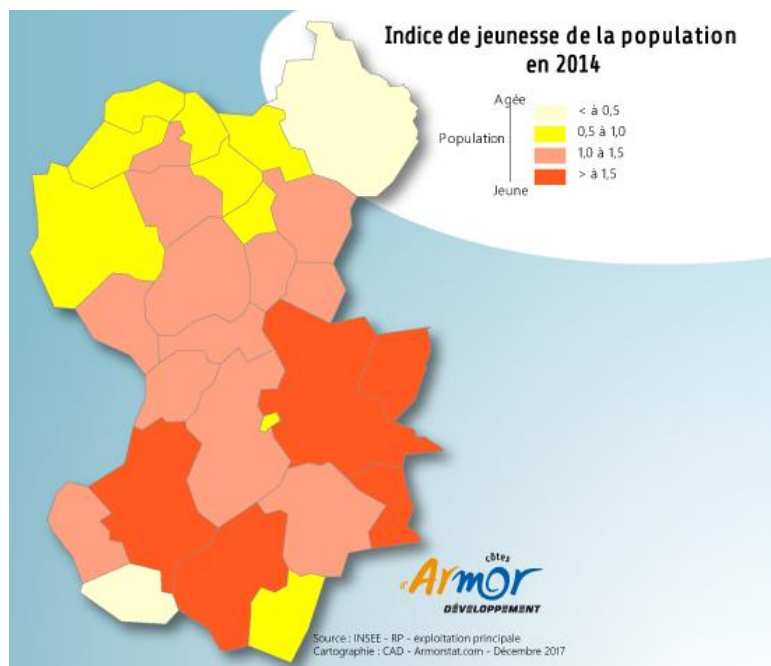 Indice de jeunesse de la population
en 2014
Agée
Population
Jeune
< à 0,5
0,5 à 1,0
1,0 à 1,5
> à 1,5
côtes
d'Armor
DÉVELOPPEMENT
Source : INSEE - RP - exploitation principale
Cartographie : CAD - Armorstat.com - Décembre 2017